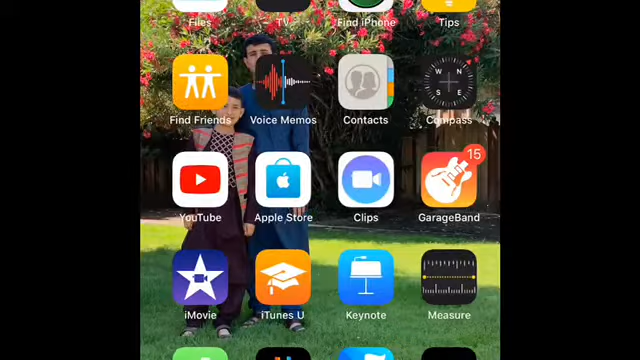 Files TV Find iPhone Tips
Find Friends Voice Memos Contacts Compass
N
W
E
S
15
YouTube Apple Store Clips GarageBand
iMovie iTunes U Keynote Measure